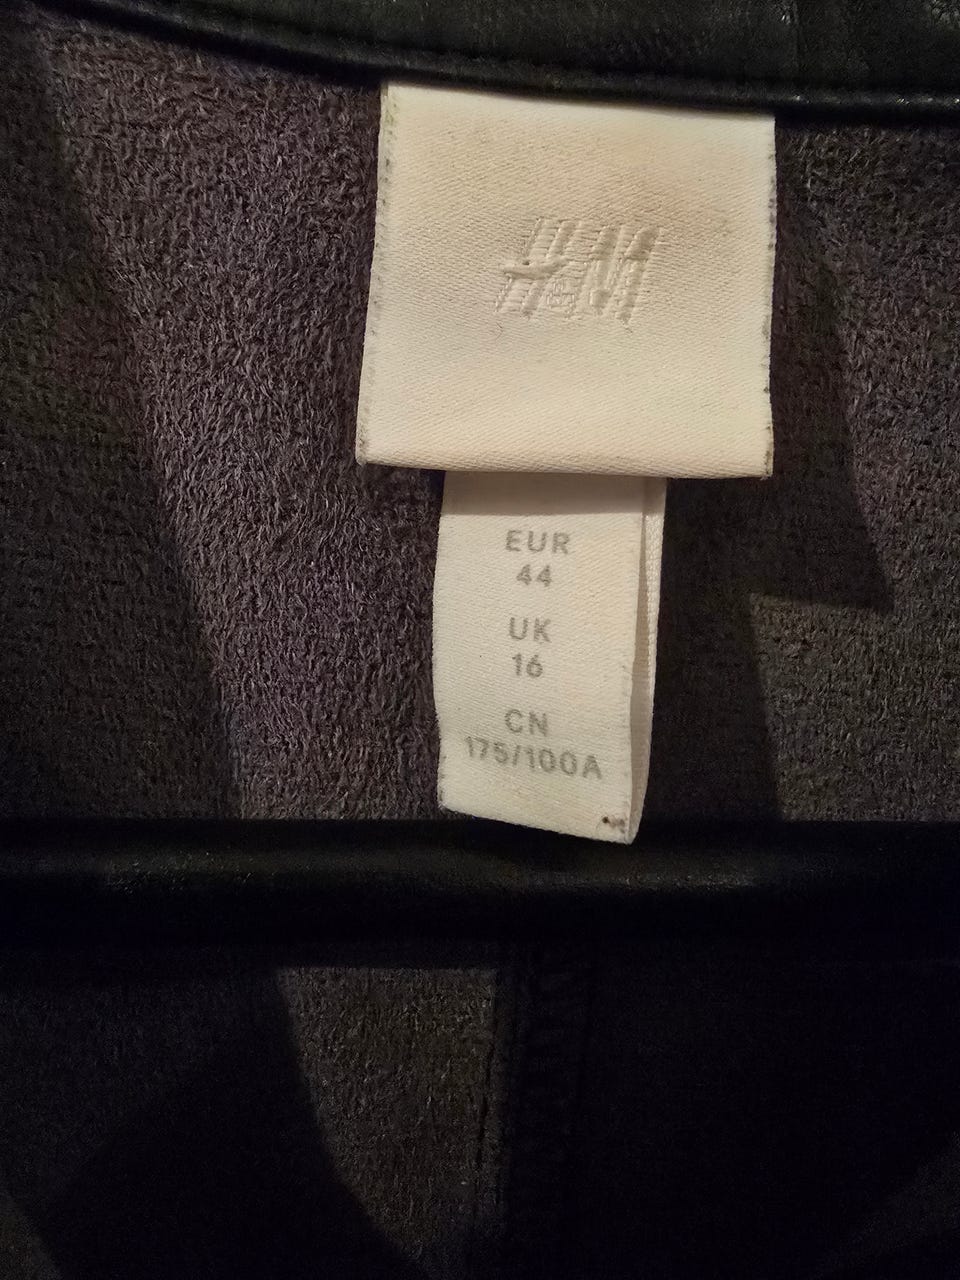 H&M
EUR
44
UK
16
CN
175/100A